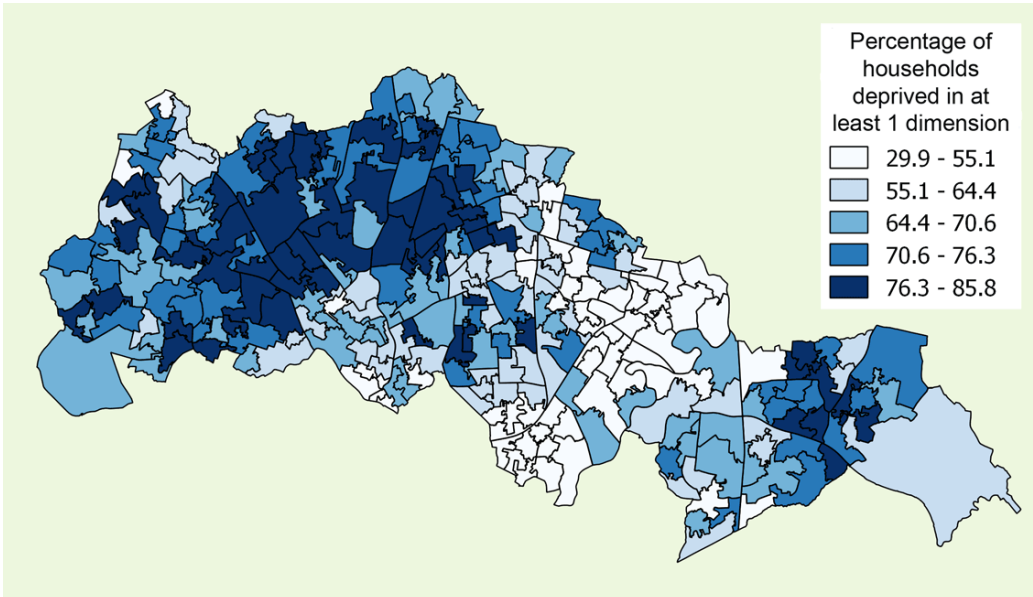 Percentage of
households
deprived in at
least 1 dimension
29.9 - 55.1
55.1 - 64.4
64.4 - 70.6
70.6 - 76.3
76.3 - 85.8